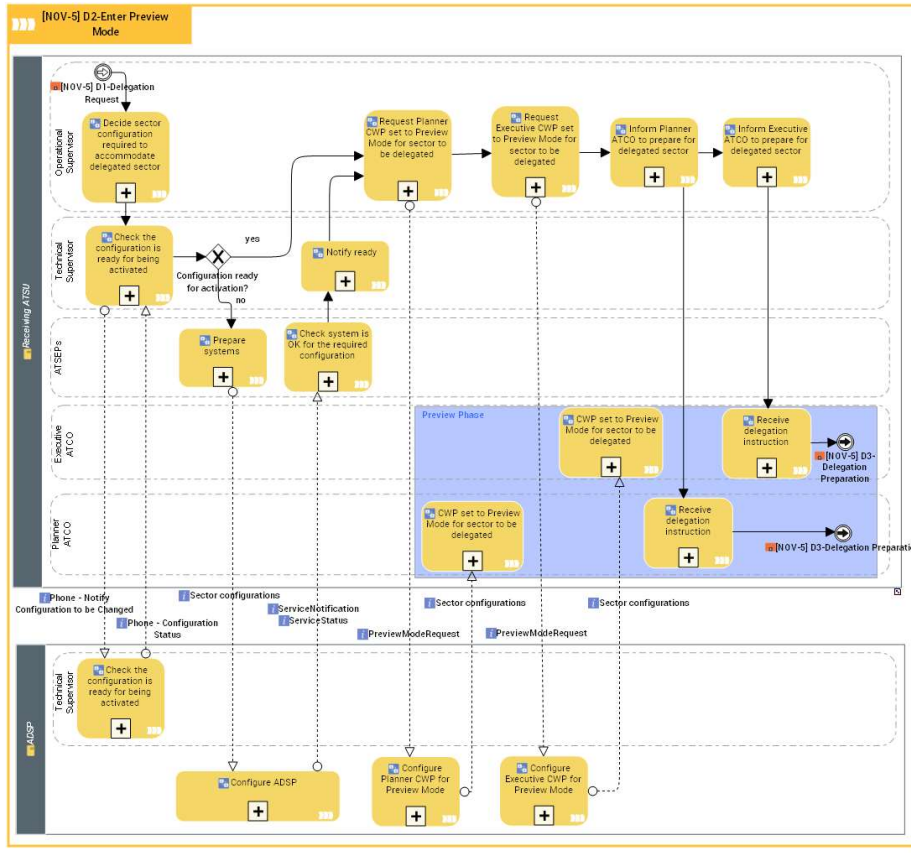 [NOV-5] D2-Enter Preview
Mode
[NOV-5] D1-Delegation
Request
Receiving ATSU
Operational
Supervisor
Decide sector
configuration
required to
accommodate
delegated sector
Request Planner
CWP set to Preview
Mode for sector to
be delegated
Request
Executive CWP set
to Preview Mode for
sector to be
delegated
Inform Planner
ATCO to prepare for
delegated sector
Inform Executive
ATCO to prepare for
delegated sector
Technical
Supervisor
Check the
configuration is
ready for being
activated
yes
Configuration ready
for activation?
no
Notify ready
ATSEPs
Prepare
systems
Check system is
OK for the required
configuration
Preview Phase
Executive
ATCO
CWP set to Preview
Mode for sector to be
delegated
Receive
delegation
instruction
[NOV-5] D3-
Delegation
Preparation
Planner
ATCO
CWP set to Preview
Mode for sector to be
delegated
Receive
delegation
instruction
[NOV-5] D3-Delegation Preparatio
Phone - Notify
Configuration to be Changed
Phone - Configuration
Status
Sector configurations
ServiceNotification
ServiceStatus
PreviewModeRequest
Sector configurations
PreviewModeRequest
Sector configurations
ADSP
Technical
Supervisor
Check the
configuration is
ready for being
activated
Configure ADSP
Configure
Planner CWP for
Preview Mode
Configure
Executive CWP for
Preview Mode